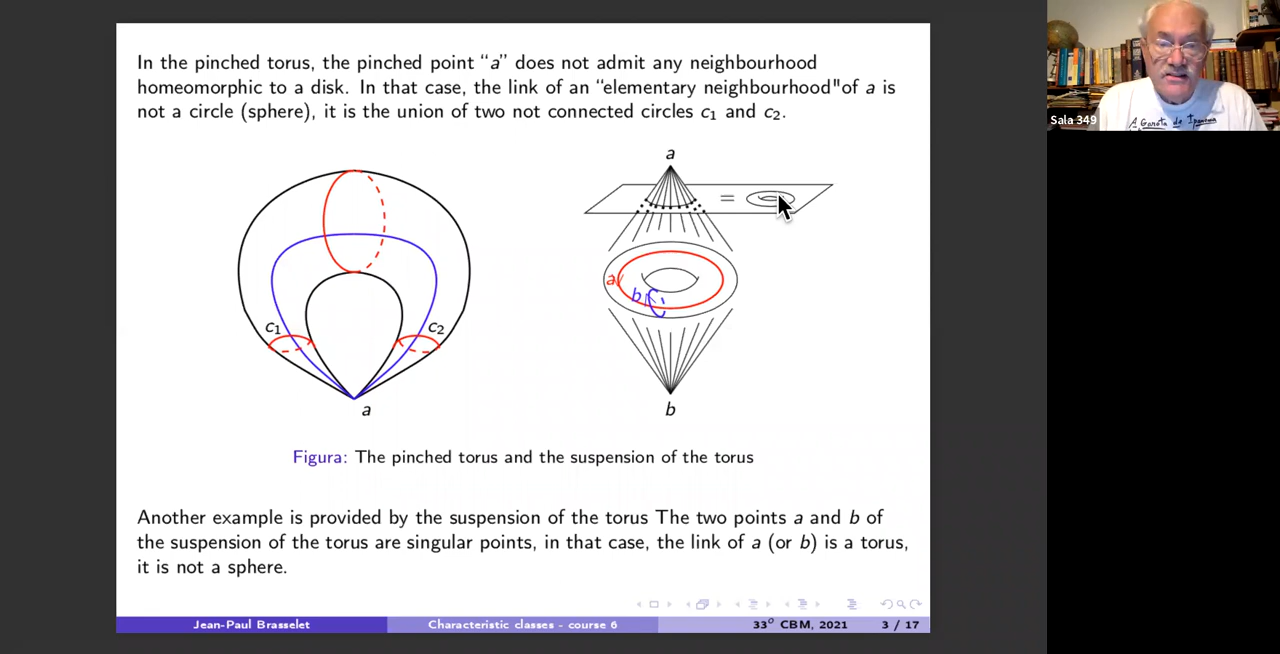 In the pinched torus, the pinched point “a” does not admit any neighbourhood
homeomorphic to a disk. In that case, the link of an “elementary neighbourhood"of a is
not a circle (sphere), it is the union of two not connected circles c1 and c2.
a
=
c1
c2
a
a
b
b
Figura: The pinched torus and the suspension of the torus
Another example is provided by the suspension of the torus The two points a and b of
the suspension of the torus are singular points, in that case, the link of a (or b) is a torus,
it is not a sphere.
Jean-Paul Brasselet
Characteristic classes - course 6
33° CBM, 2021
3 / 17
Sala 349
A Garota de Ipanema